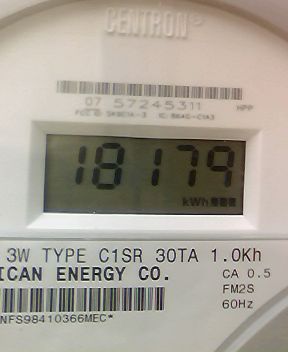 CENTRON®
07 57245311 HPP
18179
kWh
3W TYPE C1SR 30TA 1.0Kh
ICAN ENERGY CO. CA 0.5
FM2S
60Hz
NFS98410366MEC*